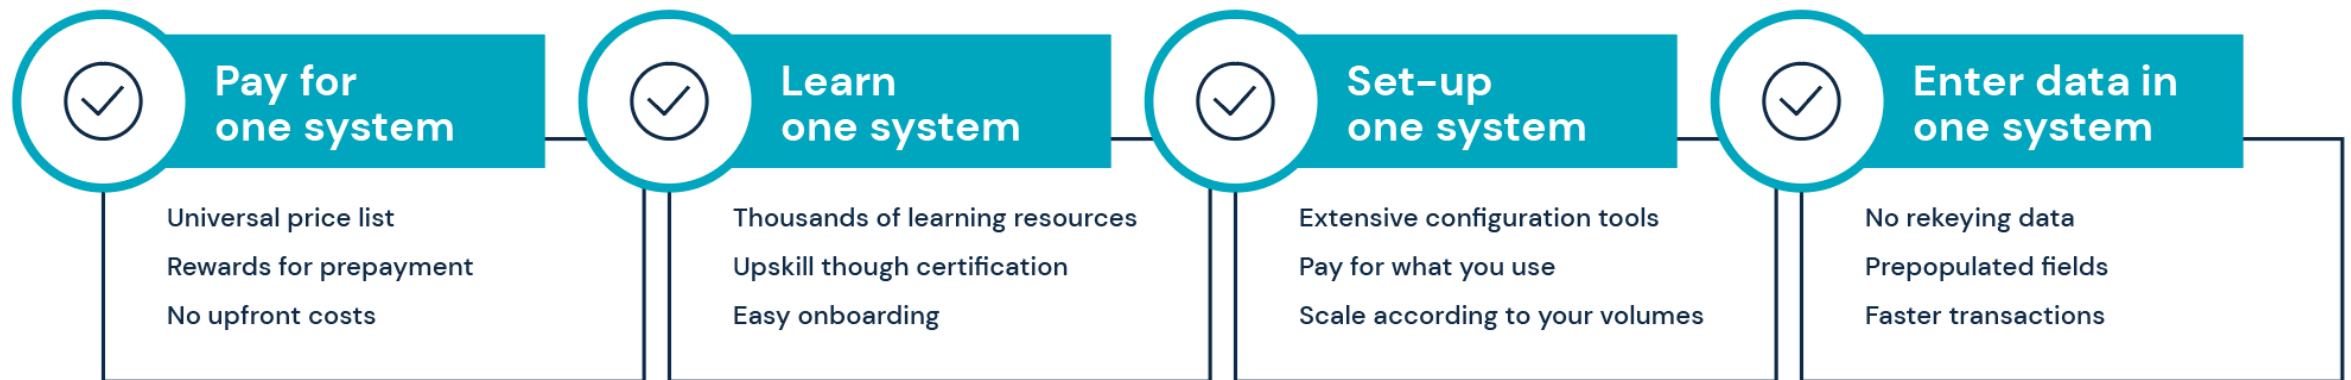 Pay for
one system
Universal price list
Rewards for prepayment
No upfront costs
Learn
one system
Thousands of learning resources
Upskill though certification
Easy onboarding
Set-up
one system
Extensive configuration tools
Pay for what you use
Scale according to your volumes
Enter data in
one system
No rekeying data
Prepopulated fields
Faster transactions